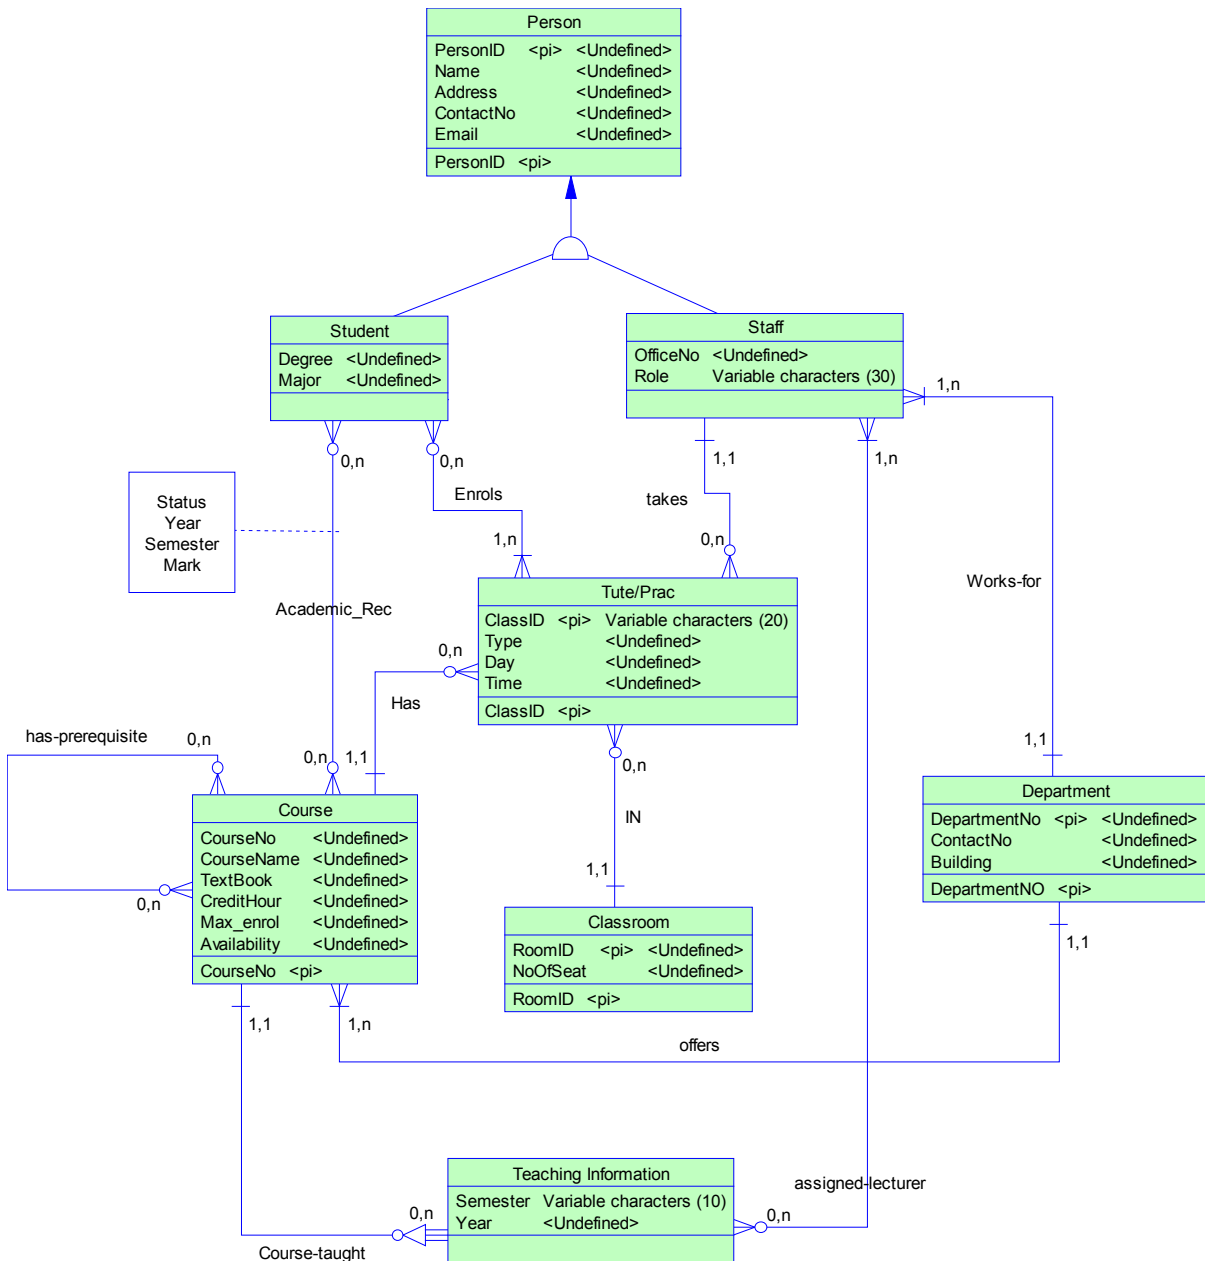 Person
PersonID <pi> <Undefined>
Name <Undefined>
Address <Undefined>
ContactNo <Undefined>
Email <Undefined>
PersonID <pi>
Student
Degree <Undefined>
Major <Undefined>
Staff
OfficeNo <Undefined>
Role Variable characters (30)
1,n
0,n
0,n
1,1
1,n
Status
Year
Semester
Mark
Enrols
takes
1,n
0,n
Works-for
Academic_Rec
Tute/Prac
ClassID <pi> Variable characters (20)
Type <Undefined>
Day <Undefined>
Time <Undefined>
ClassID <pi>
0,n
Has
has-prerequisite
0,n
0,n
1,1
0,n
1,1
IN
Course
CourseNo <Undefined>
CourseName <Undefined>
TextBook <Undefined>
CreditHour <Undefined>
Max_enrol <Undefined>
Availability <Undefined>
CourseNo <pi>
0,n
1,1
Department
DepartmentNo <pi> <Undefined>
ContactNo <Undefined>
Building <Undefined>
DepartmentNO <pi>
Classroom
RoomID <pi> <Undefined>
NoOfSeat <Undefined>
RoomID <pi>
1,1
1,n
1,1
offers
Teaching Information
Semester Variable characters (10)
Year <Undefined>
assigned-lecturer
0,n
0,n
Course-taught